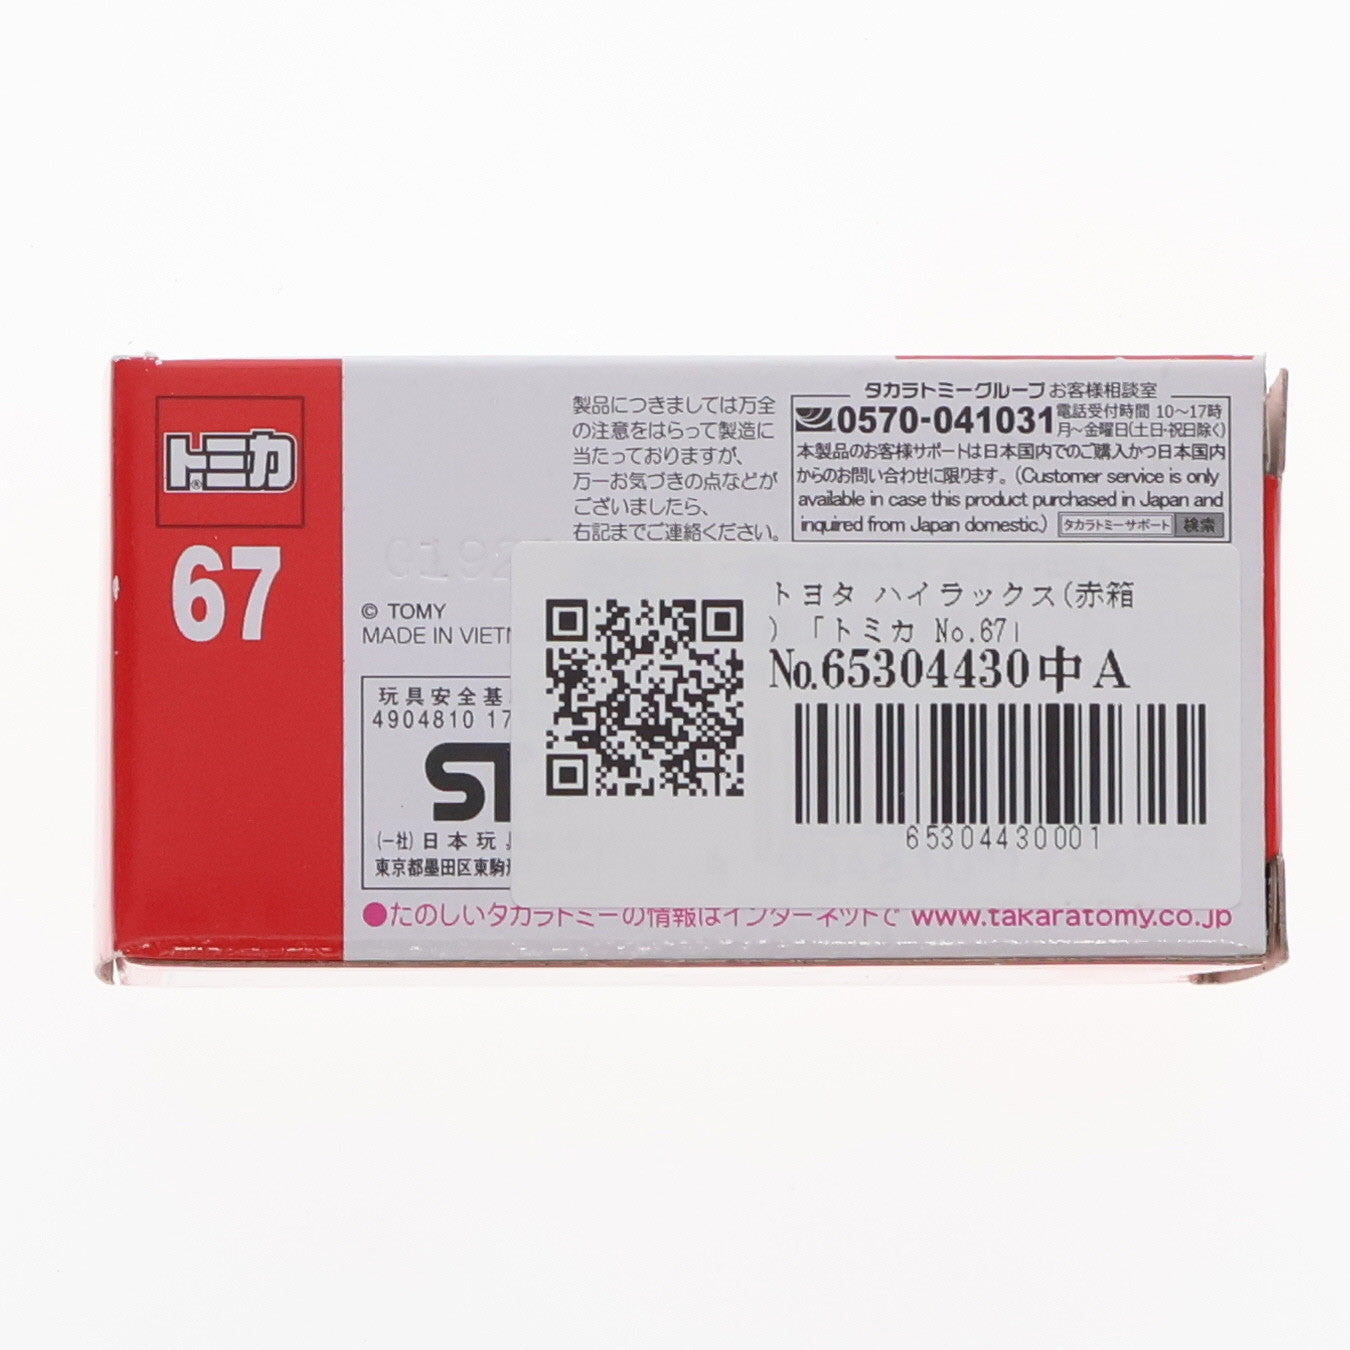 トミカ
67
製品につきましては万全
の注意をはらって製造に
当たっておりますが、
万一お気づきの点などが
ございましたら、
右記までご連絡ください。
タカラトミーグループ お客様相談室
0570-041031 電話受付時間 10～17時
月～金曜日(土日・祝日除く)
本製品のお客様サポートは日本国内でのご購入かつ日本国内
からのお問い合わせに限ります。(Customer service is only
available in case this product purchased in Japan and
inquired from Japan domestic.) タカラトミーサポート 検索
© TOMY
MADE IN
玩具安全基
4904810 17
ST
(一社)日本玩
東京都墨田区東駒
トヨタ ハイラックス(赤箱
)「トミカ No.67
No.65304430中A
65304430001
●たのしいタカラトミーの情報はインターネットで www.takaratomy.co.jp